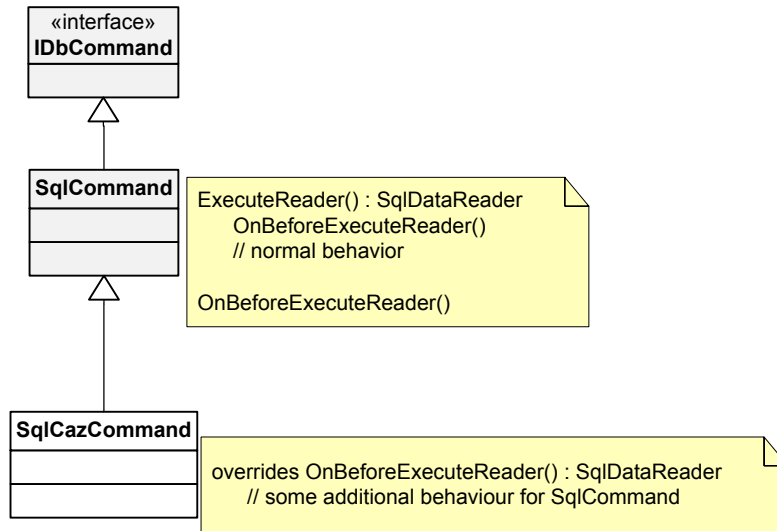 «interface»
IDbCommand
SqlCommand
ExecuteReader() : SqlDataReader
OnBeforeExecuteReader()
// normal behavior
OnBeforeExecuteReader()
SqlCazCommand
overrides OnBeforeExecuteReader() : SqlDataReader
// some additional behaviour for SqlCommand